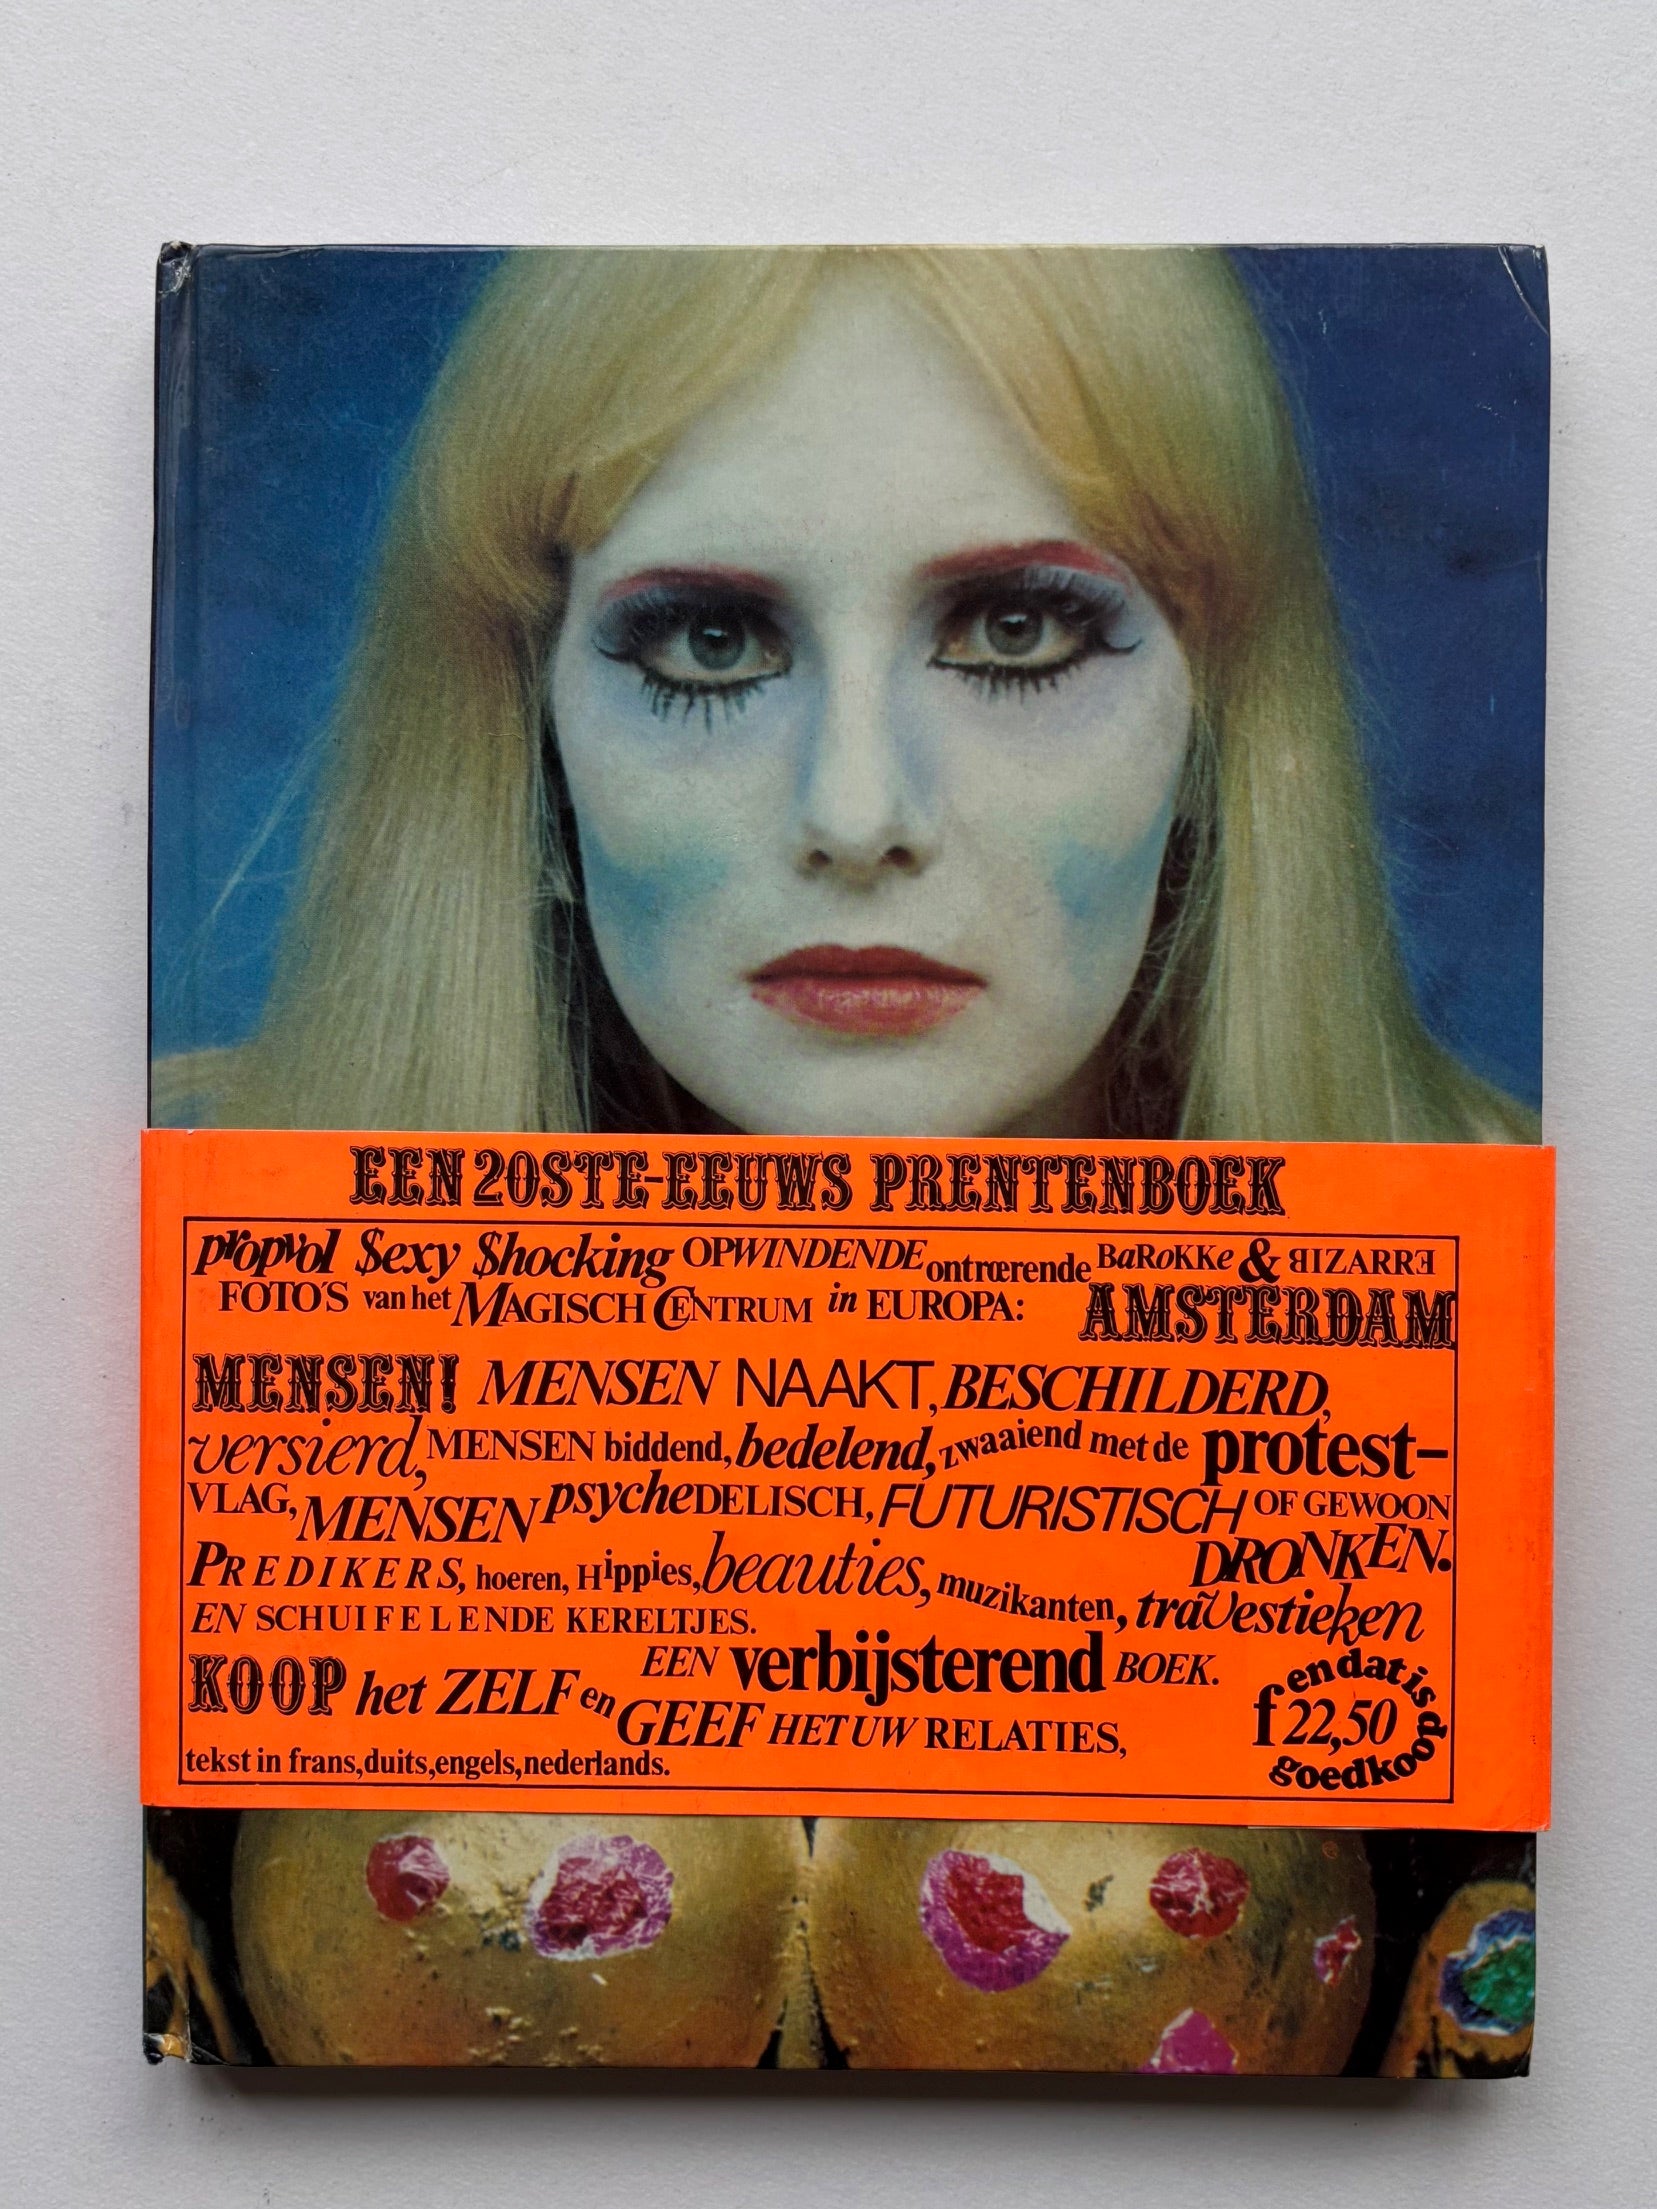 EEN 20STE-EEUWS PRENTENBOEK
propvol $exy $hocking OPWINDENDE ontrœrende BaRoKKe & BIZARRE
FOTO'S van het MAGISCH CENTRUM in EUROPA: AMSTERDAM
MENSEN! MENSEN NAAKT, BESCHILDERD,
versierd, MENSEN biddend, bedelend, zwaaiend met de protest-
VLAG, MENSEN psycheDELISCH, FUTURISTISCH OF GEWOON
DRONKEN.
PREDIKERS, hoeren, Hippies, beauties, muzikanten, traVestieken
EN SCHUIFELENDE KERELTJES.
EEN verbijsterend BOEK.
KOOP het ZELF en GEEF HET UW RELATIES,
tekst in frans, duits, engels, nederlands.
en dat is
f 22,50
goedkoop